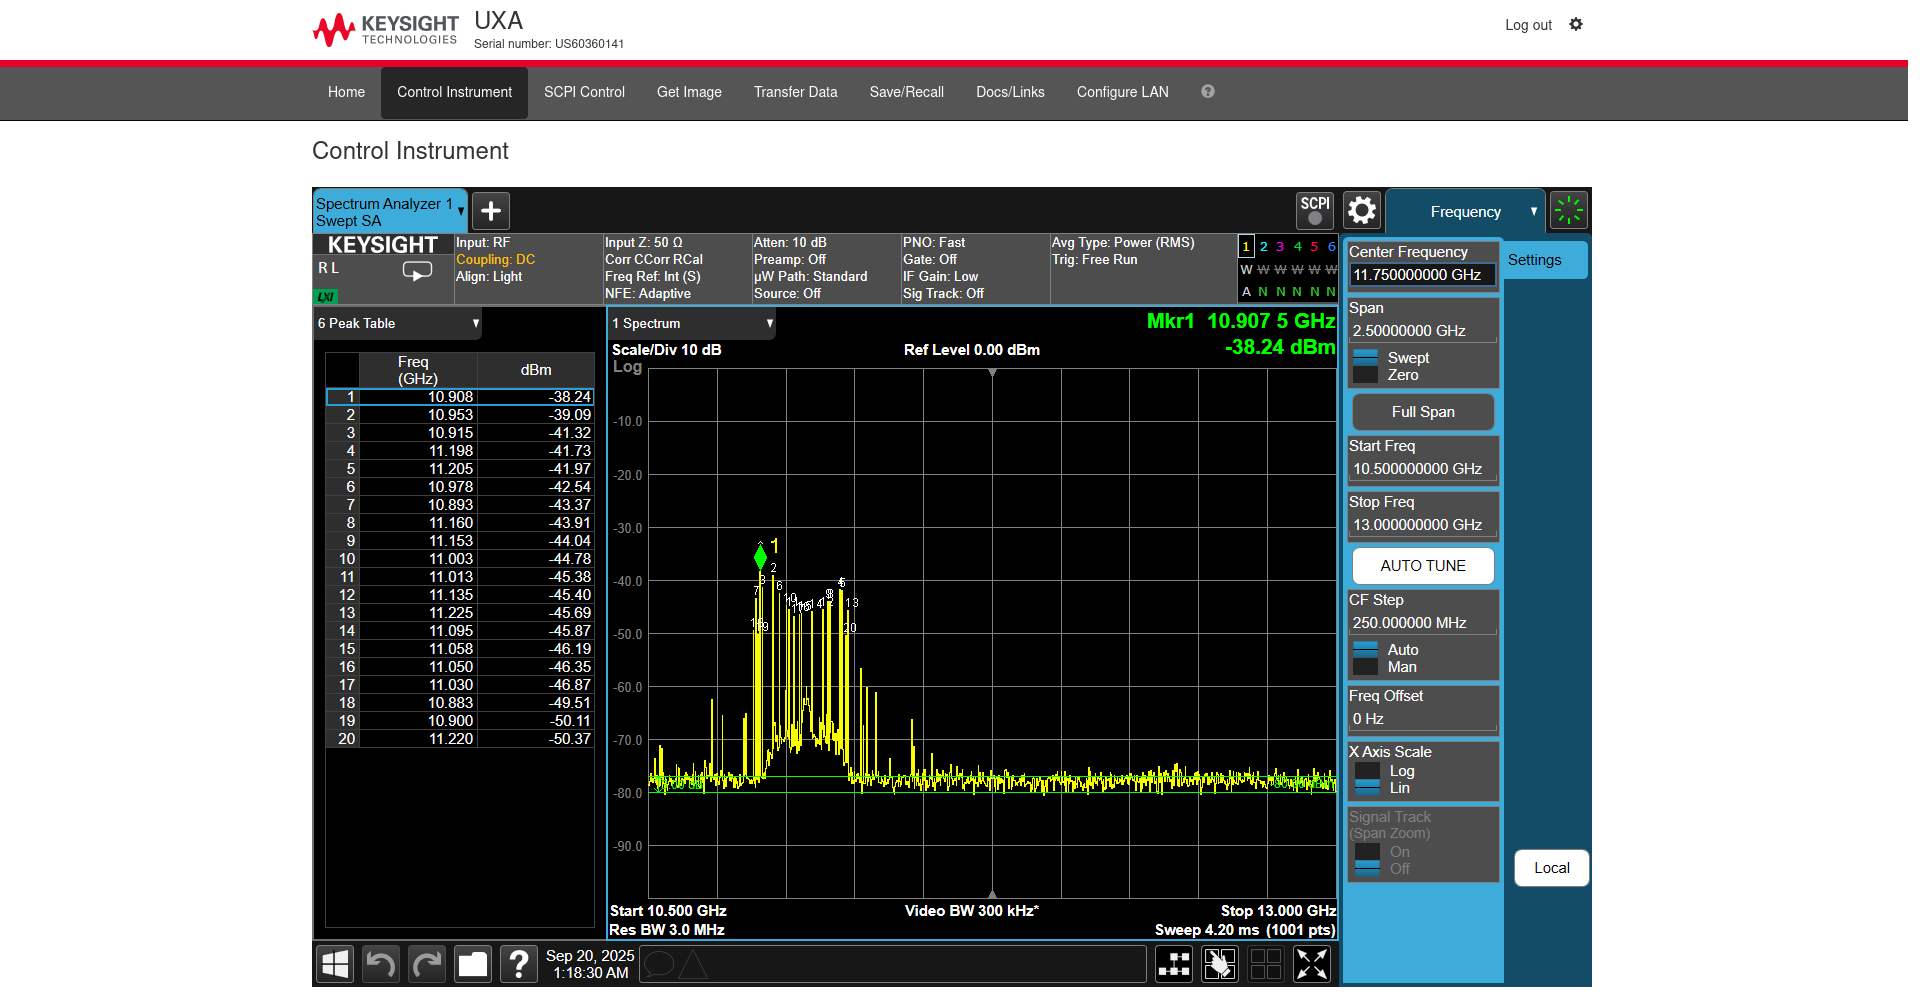 KEYSIGHT
TECHNOLOGIES
UXA
Serial number: US60360141
Log out
Home
Control Instrument
SCPI Control
Get Image
Transfer Data
Save/Recall
Docs/Links
Configure LAN
?
Control Instrument
Spectrum Analyzer 1
Swept SA
+
SCPI
Frequency
KEYSIGHT
R L
LXI
Input: RF
Coupling: DC
Align: Light
Input Z: 50 Ω
Corr CCorr RCal
Freq Ref: Int (S)
NFE: Adaptive
Atten: 10 dB
Preamp: Off
µW Path: Standard
Source: Off
PNO: Fast
Gate: Off
IF Gain: Low
Sig Track: Off
Avg Type: Power (RMS)
Trig: Free Run
1 2 3 4 5 6
W W W W W W
A N N N N N
6 Peak Table
Freq
(GHz)
dBm
1 10.908 -38.24
2 10.953 -39.09
3 10.915 -41.32
4 11.198 -41.73
5 11.205 -41.97
6 10.978 -42.54
7 10.893 -43.37
8 11.160 -43.91
9 11.153 -44.04
10 11.003 -44.78
11 11.013 -45.38
12 11.135 -45.40
13 11.225 -45.69
14 11.095 -45.87
15 11.058 -46.19
16 11.050 -46.35
17 11.030 -46.87
18 10.883 -49.51
19 10.900 -50.11
20 11.220 -50.37
1 Spectrum
Mkr1 10.907 5 GHz
-38.24 dBm
Scale/Div 10 dB
Ref Level 0.00 dBm
Log
-10.0
-20.0
-30.0
-40.0
-50.0
-60.0
-70.0
-80.0
-90.0
1
2
3
6
7
13
20
Start 10.500 GHz
Video BW 300 kHz*
Stop 13.000 GHz
Res BW 3.0 MHz
Sweep 4.20 ms (1001 pts)
Center Frequency
11.750000000 GHz
Settings
Span
2.50000000 GHz
Swept
Zero
Full Span
Start Freq
10.500000000 GHz
Stop Freq
13.000000000 GHz
AUTO TUNE
CF Step
250.000000 MHz
Auto
Man
Freq Offset
0 Hz
X Axis Scale
Log
Lin
Signal Track
(Span Zoom)
On
Off
Local
?
Sep 20, 2025
1:18:30 AM